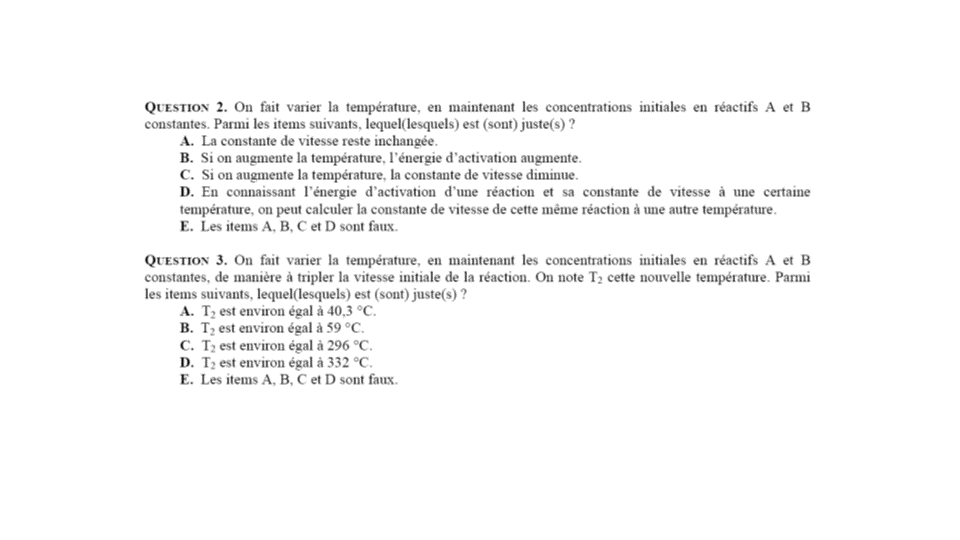 QUESTION 2. On fait varier la température, en maintenant les concentrations initiales en réactifs A et B
constantes. Parmi les items suivants, lequel(lesquels) est (sont) juste(s) ?
A. La constante de vitesse reste inchangée.
B. Si on augmente la température, l'énergie d'activation augmente.
C. Si on augmente la température, la constante de vitesse diminue.
D. En connaissant l'énergie d'activation d'une réaction et sa constante de vitesse à une certaine
température, on peut calculer la constante de vitesse de cette même réaction à une autre température.
E. Les items A, B, C et D sont faux.
QUESTION 3. On fait varier la température, en maintenant les concentrations initiales en réactifs A et B
constantes, de manière à tripler la vitesse initiale de la réaction. On note T₂ cette nouvelle température. Parmi
les items suivants, lequel(lesquels) est (sont) juste(s) ?
A. T₂ est environ égal à 40,3 °C.
B. T₂ est environ égal à 59 °C.
C. T₂ est environ égal à 296 °C.
D. T₂ est environ égal à 332 °C.
E. Les items A, B, C et D sont faux.